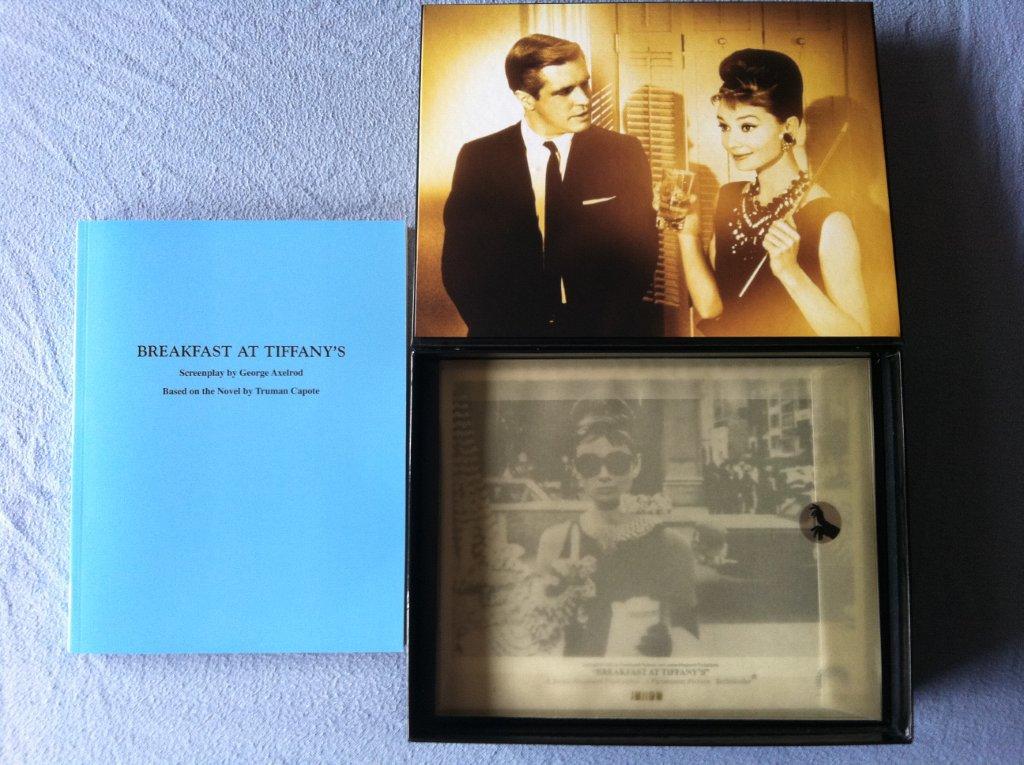 BREAKFAST AT TIFFANY'S
Screenplay by George Axelrod
Based on the Novel by Truman Capote
"BREAKFAST AT TIFFANY'S"